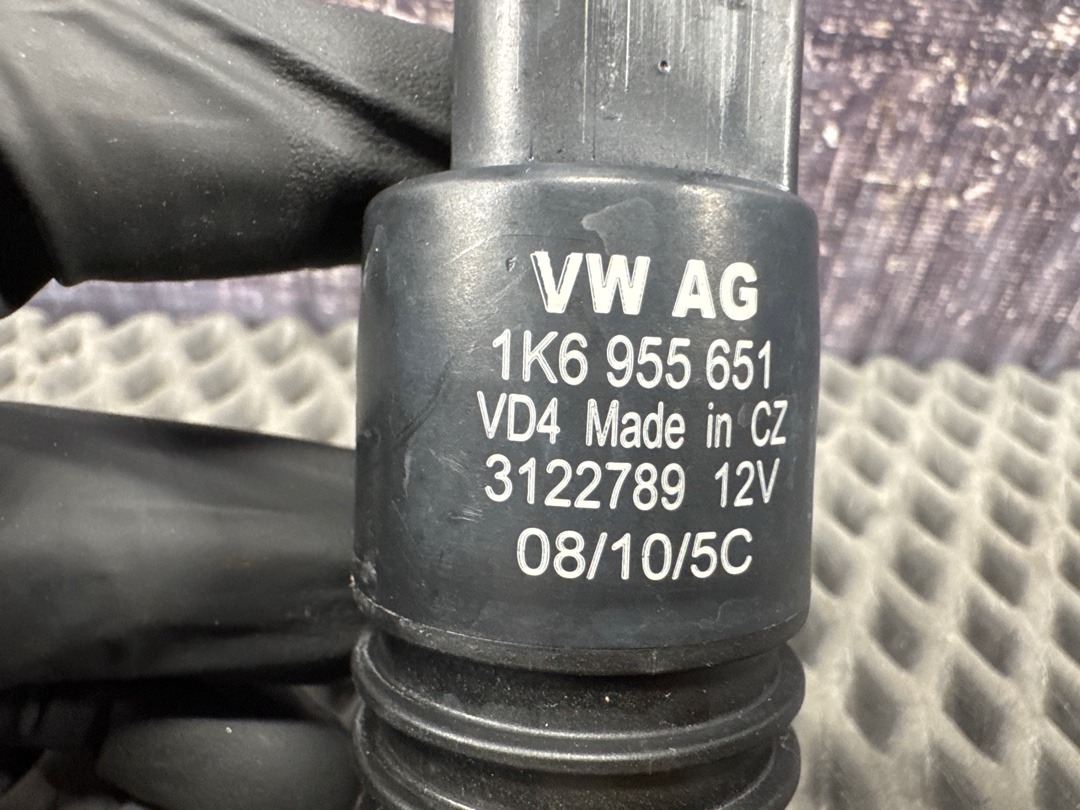 VW AG
1K6 955 651
VD4 Made in CZ
3122789 12V
08/10/5C